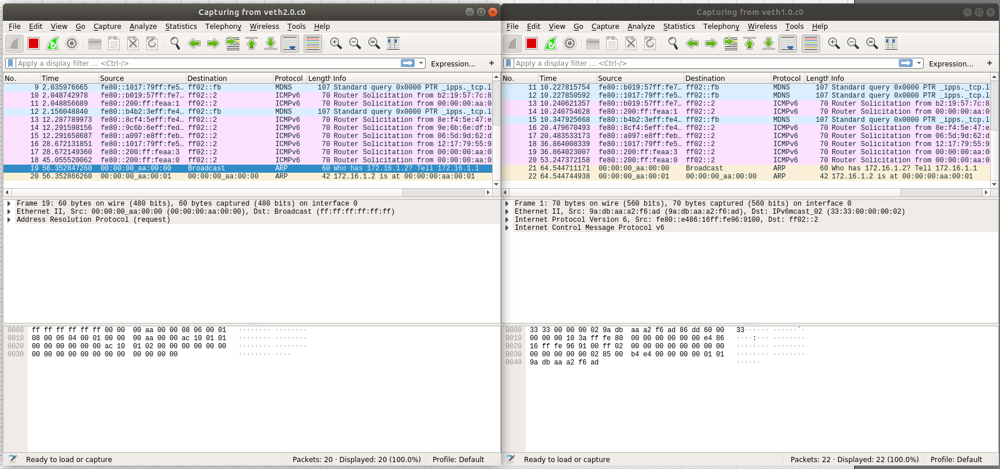 Capturing from veth2.0.c0
File Edit View Go Capture Analyze Statistics Telephony Wireless Tools Help
Apply a display filter ... <Ctrl-/> Expression... +
No. Time Source Destination Protocol Length Info
9 2.035976665 fe80::1017:79ff:fe5... ff02::fb MDNS 107 Standard query 0x0000 PTR _ipps._tcp.l
10 2.048742978 fe80::b019:57ff:fe7... ff02::2 ICMPv6 70 Router Solicitation from b2:19:57:7c:8
11 2.048856689 fe80::200:ff:feaa:1 ff02::2 ICMPv6 70 Router Solicitation from 00:00:00:aa:0
12 2.156048840 fe80::b4b2:3eff:fe4... ff02::fb MDNS 107 Standard query 0x0000 PTR _ipps._tcp.l
13 12.287789973 fe80::8cf4:5eff:fe4... ff02::2 ICMPv6 70 Router Solicitation from 8e:f4:5e:47:e
14 12.291598156 fe80::9c6b:6eff:fed... ff02::2 ICMPv6 70 Router Solicitation from 9e:6b:6e:df:b
15 12.291658687 fe80::a097:e8ff:feb... ff02::2 ICMPv6 70 Router Solicitation from 06:5d:9d:62:d
16 28.672131851 fe80::1017:79ff:fe5... ff02::2 ICMPv6 70 Router Solicitation from 12:17:79:55:9
17 28.672149360 fe80::200:ff:feaa:3 ff02::2 ICMPv6 70 Router Solicitation from 00:00:00:aa:0
18 45.055520062 fe80::200:ff:feaa:0 ff02::2 ICMPv6 70 Router Solicitation from 00:00:00:aa:0
19 56.352847260 00:00:00_aa:00:00 Broadcast ARP 60 Who has 172.16.1.2? Tell 172.16.1.1
20 56.352866260 00:00:00_aa:00:01 00:00:00_aa:00:00 ARP 42 172.16.1.2 is at 00:00:00:aa:00:01
Frame 19: 60 bytes on wire (480 bits), 60 bytes captured (480 bits) on interface 0
Ethernet II, Src: 00:00:00_aa:00:00 (00:00:00:aa:00:00), Dst: Broadcast (ff:ff:ff:ff:ff:ff)
Address Resolution Protocol (request)
0000 ff ff ff ff ff ff 00 00 00 aa 00 00 08 06 00 01 ········ ········
0010 08 00 06 04 00 01 00 00 00 aa 00 00 ac 10 01 01 ········ ········
0020 00 00 00 00 00 00 ac 10 01 02 00 00 00 00 00 00 ········ ········
0030 00 00 00 00 00 00 00 00 00 00 00 00 ········ ····
Ready to load or capture Packets: 20 · Displayed: 20 (100.0%) Profile: Default
Capturing from veth1.0.c0
File Edit View Go Capture Analyze Statistics Telephony Wireless Tools Help
Apply a display filter ... <Ctrl-/> Expression... +
No. Time Source Destination Protocol Length Info
11 10.227815754 fe80::1017:79ff:fe5... ff02::fb MDNS 107 Standard query 0x0000 PTR _ipps._tcp.l
12 10.227850592 fe80::b019:57ff:fe7... ff02::fb MDNS 107 Standard query 0x0000 PTR _ipps._tcp.l
13 10.240621357 fe80::b019:57ff:fe7... ff02::2 ICMPv6 70 Router Solicitation from b2:19:57:7c:8
14 10.240754628 fe80::200:ff:feaa:1 ff02::2 ICMPv6 70 Router Solicitation from 00:00:00:aa:0
15 10.347925668 fe80::b4b2:3eff:fe4... ff02::fb MDNS 107 Standard query 0x0000 PTR _ipps._tcp.l
16 20.479670493 fe80::8cf4:5eff:fe4... ff02::2 ICMPv6 70 Router Solicitation from 8e:f4:5e:47:e
17 20.483533173 fe80::a097:e8ff:feb... ff02::2 ICMPv6 70 Router Solicitation from 06:5d:9d:62:d
18 36.864008339 fe80::1017:79ff:fe5... ff02::2 ICMPv6 70 Router Solicitation from 12:17:79:55:9
19 36.864023007 fe80::200:ff:feaa:3 ff02::2 ICMPv6 70 Router Solicitation from 00:00:00:aa:0
20 53.247372158 fe80::200:ff:feaa:0 ff02::2 ICMPv6 70 Router Solicitation from 00:00:00:aa:0
21 64.544711171 00:00:00_aa:00:00 Broadcast ARP 60 Who has 172.16.1.2? Tell 172.16.1.1
22 64.544744938 00:00:00_aa:00:01 00:00:00_aa:00:00 ARP 42 172.16.1.2 is at 00:00:00:aa:00:01
Frame 1: 70 bytes on wire (560 bits), 70 bytes captured (560 bits) on interface 0
Ethernet II, Src: 9a:db:aa:a2:f6:ad (9a:db:aa:a2:f6:ad), Dst: IPv6mcast_02 (33:33:00:00:00:02)
Internet Protocol Version 6, Src: fe80::e486:16ff:fe96:9100, Dst: ff02::2
Internet Control Message Protocol v6
0000 33 33 00 00 00 02 9a db aa a2 f6 ad 86 dd 60 00 33······ ······`·
0010 00 00 00 10 3a ff fe 80 00 00 00 00 00 00 e4 86 ····:··· ········
0020 16 ff fe 96 91 00 ff 02 00 00 00 00 00 00 00 00 ········ ········
0030 00 00 00 00 00 02 85 00 b4 e4 00 00 00 00 01 01 ········ ········
0040 9a db aa a2 f6 ad ······
Ready to load or capture Packets: 22 · Displayed: 22 (100.0%) Profile: Default